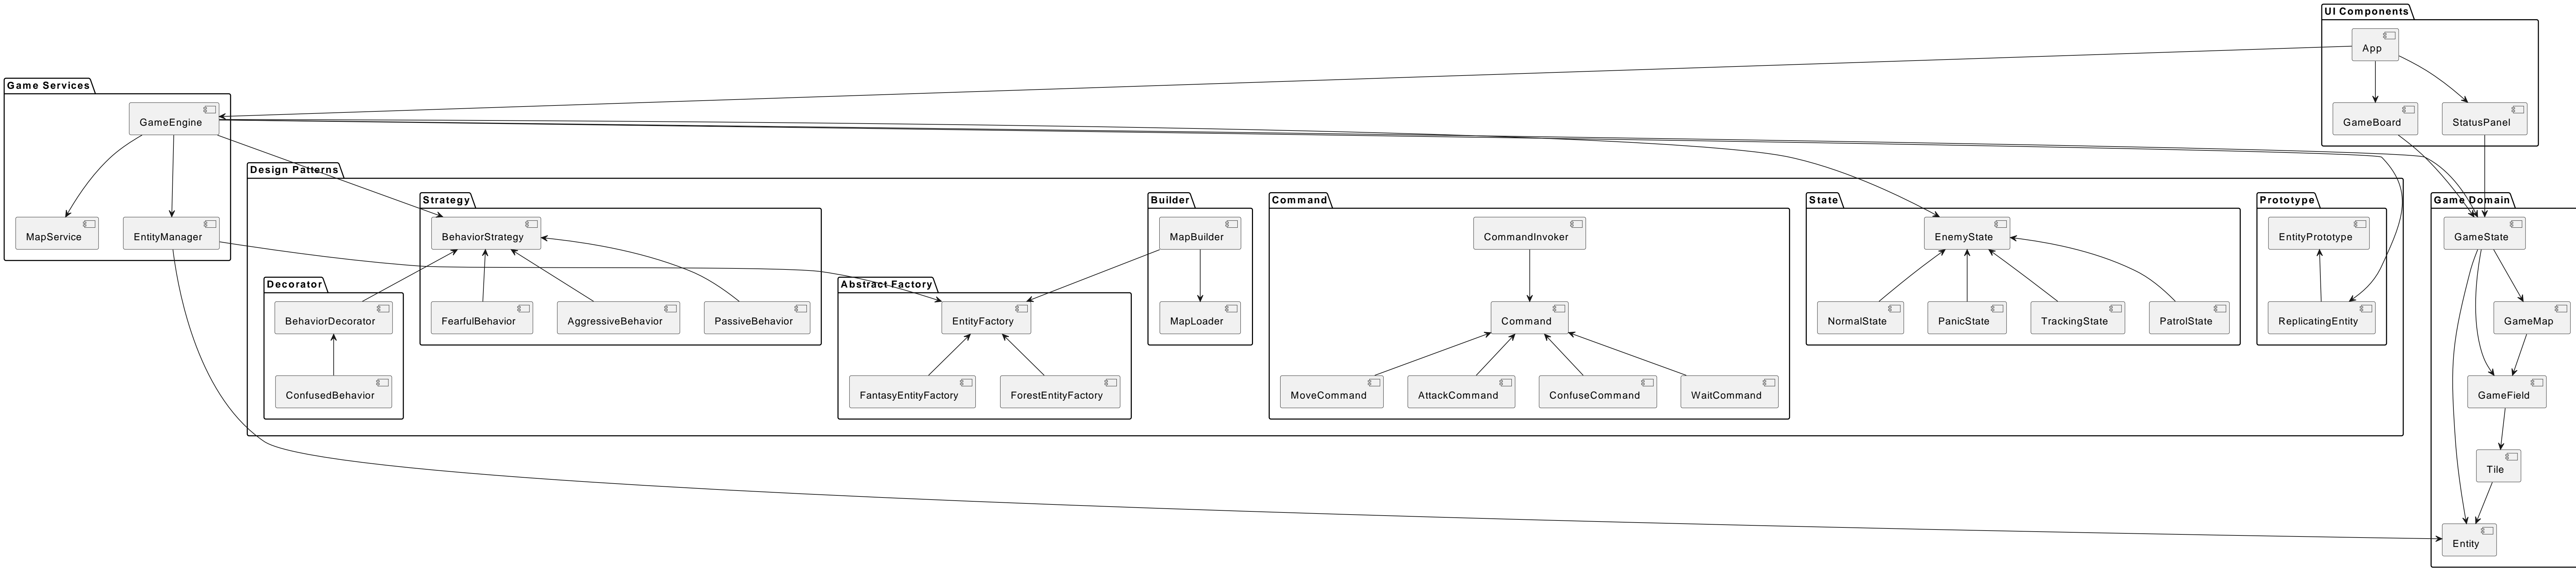 UI Components
App
GameBoard
StatusPanel
Game Services
GameEngine
MapService
EntityManager
Design Patterns
Strategy
BehaviorStrategy
FearfulBehavior
AggressiveBehavior
PassiveBehavior
Decorator
BehaviorDecorator
ConfusedBehavior
Abstract Factory
EntityFactory
FantasyEntityFactory
ForestEntityFactory
Builder
MapBuilder
MapLoader
Command
CommandInvoker
Command
MoveCommand
AttackCommand
ConfuseCommand
WaitCommand
State
EnemyState
NormalState
PanicState
TrackingState
PatrolState
Prototype
EntityPrototype
ReplicatingEntity
Game Domain
GameState
GameMap
GameField
Tile
Entity